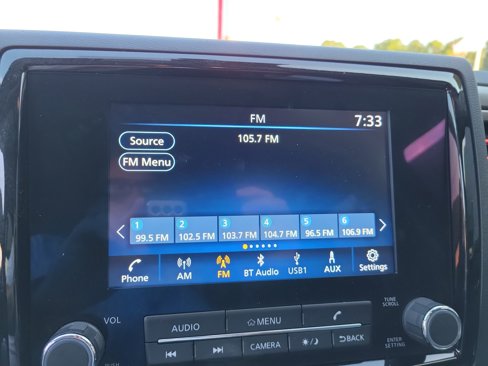 FM
7:33
Source
105.7 FM
FM Menu
1 2 3 4 5 6
99.5 FM 102.5 FM 103.7 FM 104.7 FM 96.5 FM 106.9 FM
Phone AM FM BT Audio USB1 AUX Settings
VOL
AUDIO
MENU
TUNE
SCROLL
CAMERA
BACK
ENTER
SETTING
PUSH